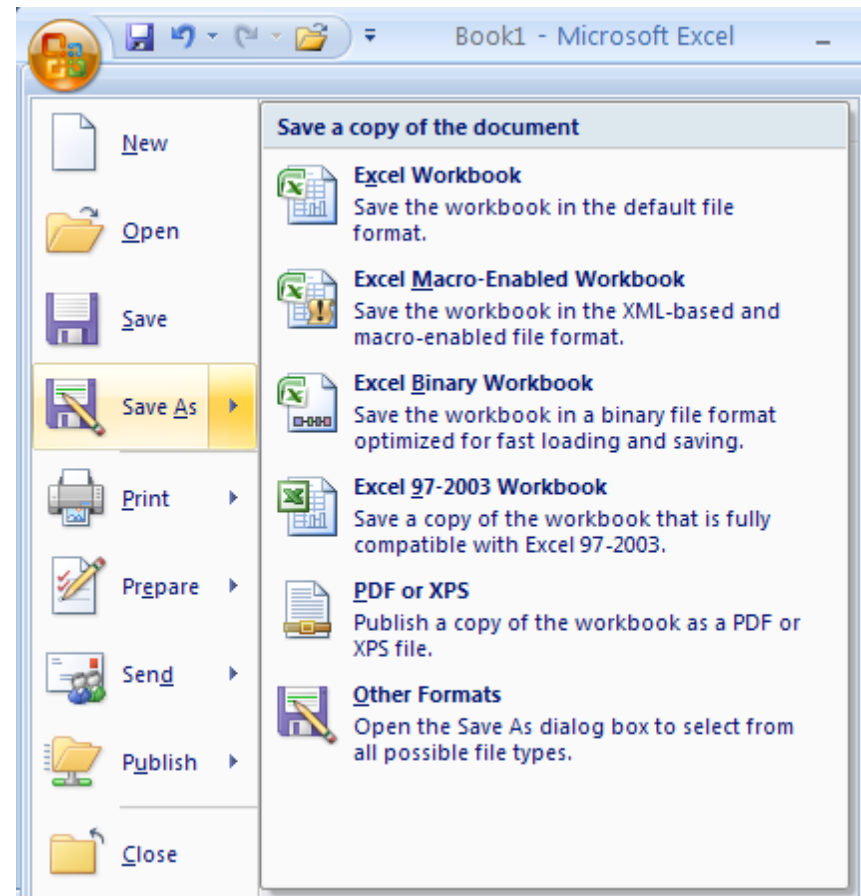 Book1 - Microsoft Excel
New
Open
Save
Save As
Print
Prepare
Send
Publish
Close
Save a copy of the document
Excel Workbook
Save the workbook in the default file
format.
Excel Macro-Enabled Workbook
Save the workbook in the XML-based and
macro-enabled file format.
Excel Binary Workbook
Save the workbook in a binary file format
optimized for fast loading and saving.
Excel 97-2003 Workbook
Save a copy of the workbook that is fully
compatible with Excel 97-2003.
PDF or XPS
Publish a copy of the workbook as a PDF or
XPS file.
Other Formats
Open the Save As dialog box to select from
all possible file types.